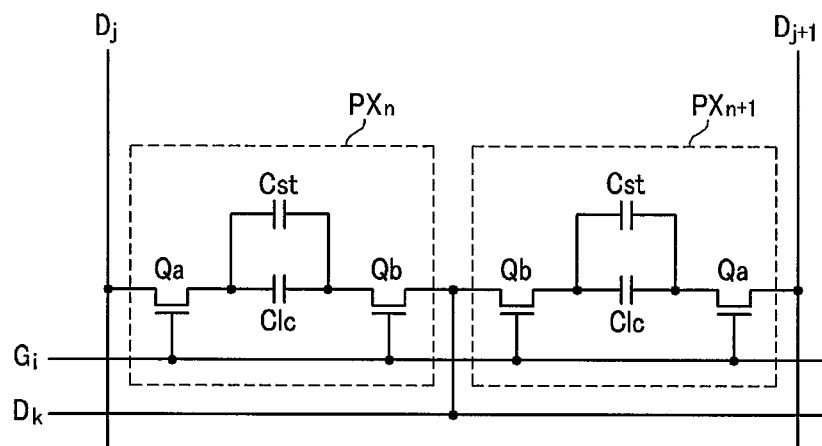 Dj Dj+1
PXn PXn+1
Cst Cst
Qa Qb Qb Qa
Clc Clc
Gi
Dk